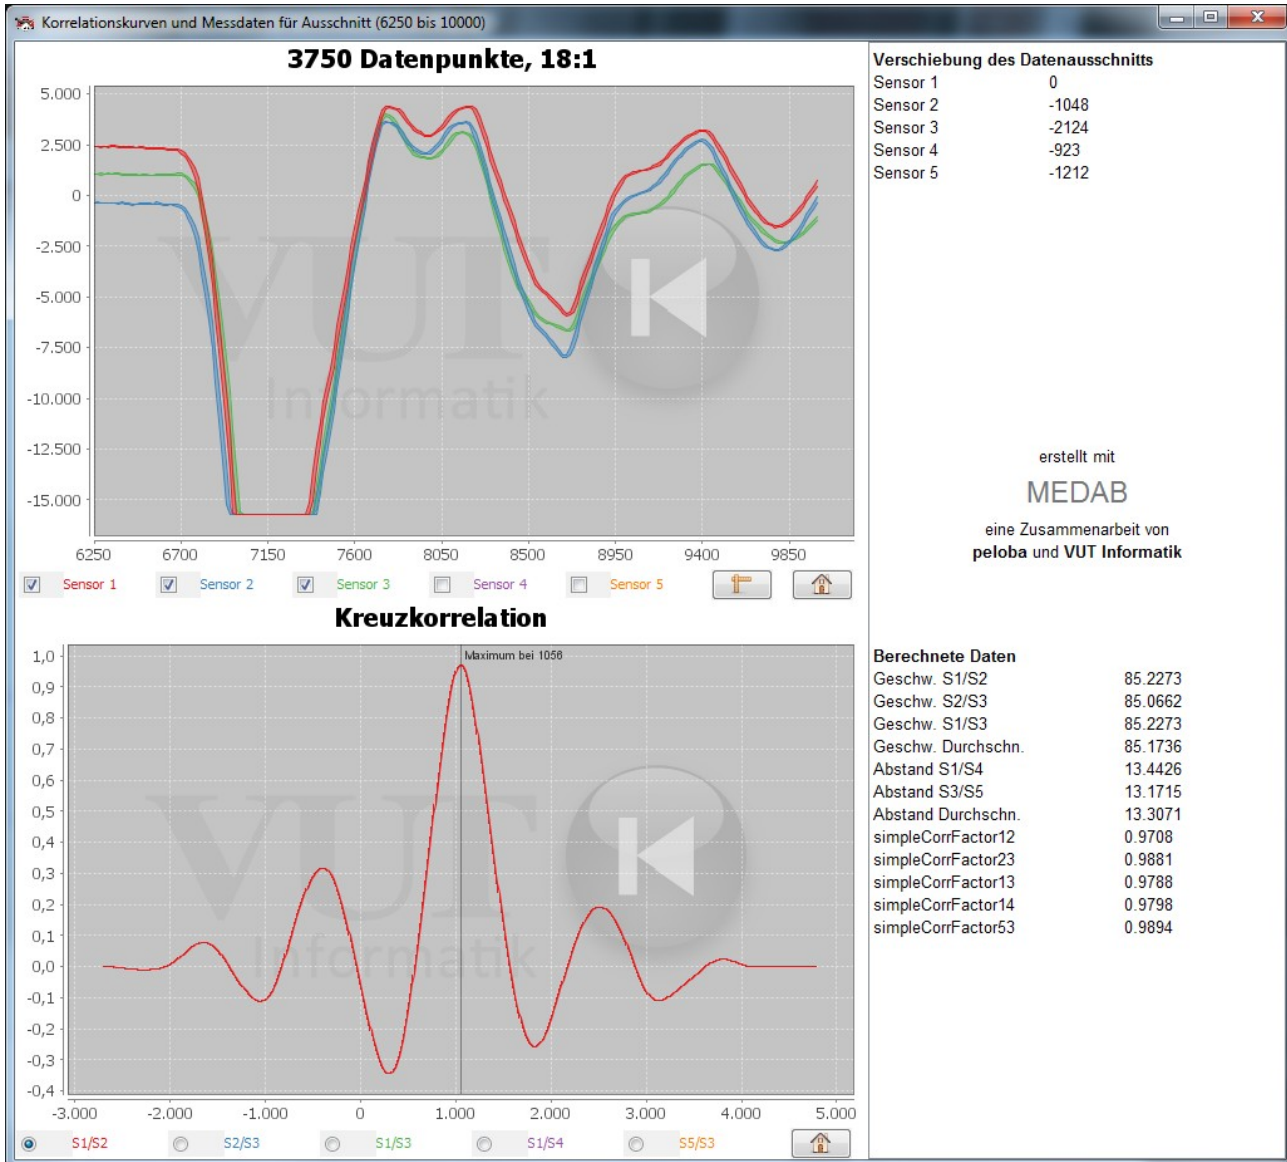 Korrelationskurven und Messdaten für Ausschnitt (6250 bis 10000)
3750 Datenpunkte, 18:1
5.000
2.500
0
-2.500
-5.000
-7.500
-10.000
-12.500
-15.000
VUT
Informatik
6250 6700 7150 7600 8050 8500 8950 9400 9850
Sensor 1 Sensor 2 Sensor 3 Sensor 4 Sensor 5
Kreuzkorrelation
Maximum bei 1056
1,0
0,9
0,8
0,7
0,6
0,5
0,4
0,3
0,2
0,1
0,0
-0,1
-0,2
-0,3
-0,4
VUT
Informatik
-3.000 -2.000 -1.000 0 1.000 2.000 3.000 4.000 5.000
S1/S2 S2/S3 S1/S3 S1/S4 S5/S3
Verschiebung des Datenausschnitts
Sensor 1 0
Sensor 2 -1048
Sensor 3 -2124
Sensor 4 -923
Sensor 5 -1212
erstellt mit
MEDAB
eine Zusammenarbeit von
peloba und VUT Informatik
Berechnete Daten
Geschw. S1/S2 85.2273
Geschw. S2/S3 85.0662
Geschw. S1/S3 85.2273
Geschw. Durchschn. 85.1736
Abstand S1/S4 13.4426
Abstand S3/S5 13.1715
Abstand Durchschn. 13.3071
simpleCorrFactor12 0.9708
simpleCorrFactor23 0.9881
simpleCorrFactor13 0.9788
simpleCorrFactor14 0.9798
simpleCorrFactor53 0.9894